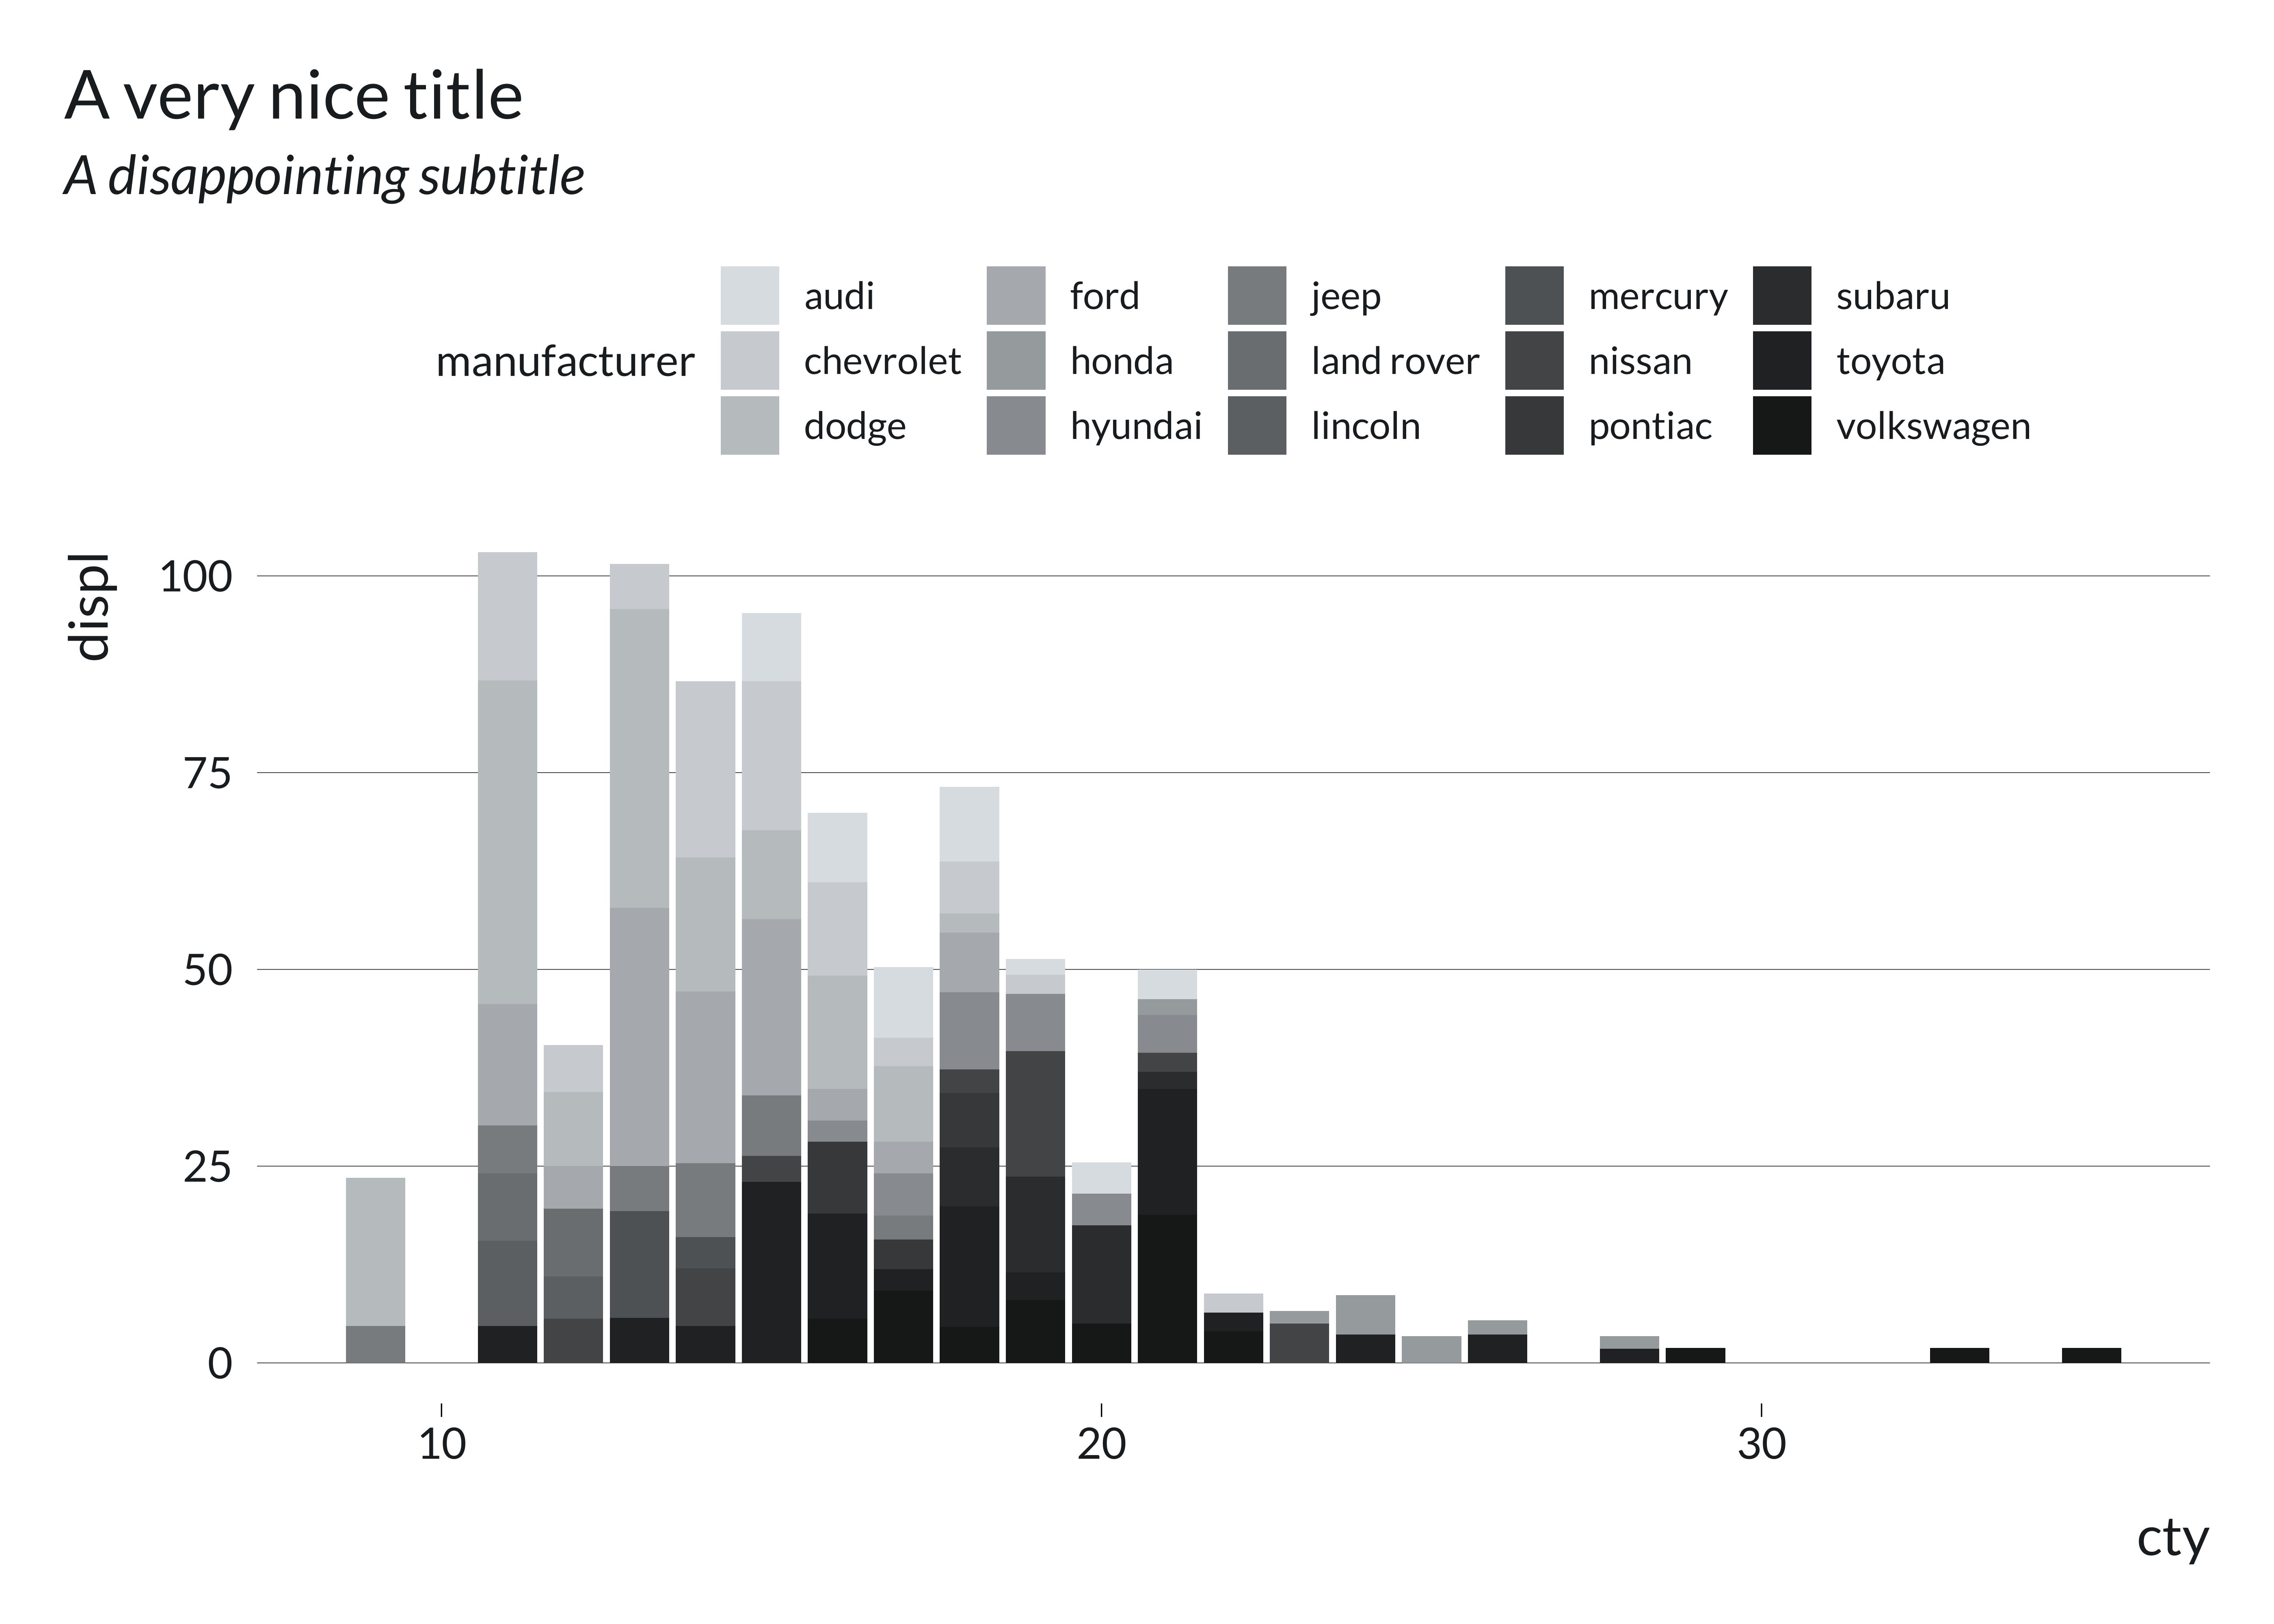 A very nice title
A disappointing subtitle
manufacturer
audi
chevrolet
dodge
ford
honda
hyundai
jeep
land rover
lincoln
mercury
nissan
pontiac
subaru
toyota
volkswagen
displ
100
75
50
25
0
10
20
30
cty